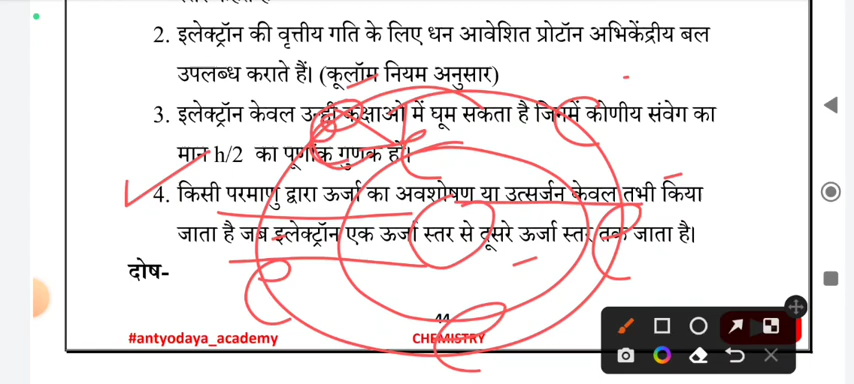 2. इलेक्ट्रॉन की वृत्तीय गति के लिए धन आवेशित प्रोटॉन अभिकेंद्रीय बल
उपलब्ध कराते हैं। (कूलॉम नियम अनुसार)
3. इलेक्ट्रॉन केवल उन्ही कक्षाओ में घूम सकता है जिनमें कोणीय संवेग का
मान h/2 का पूर्णांक गुणक हो।
4. किसी परमाणु द्वारा ऊर्जा का अवशोषण या उत्सर्जन केवल तभी किया
जाता है जब इलेक्ट्रॉन एक ऊर्जा स्तर से दूसरे ऊर्जा स्तर तक जाता है।
दोष-
44
#antyodaya_academy CHEMISTRY